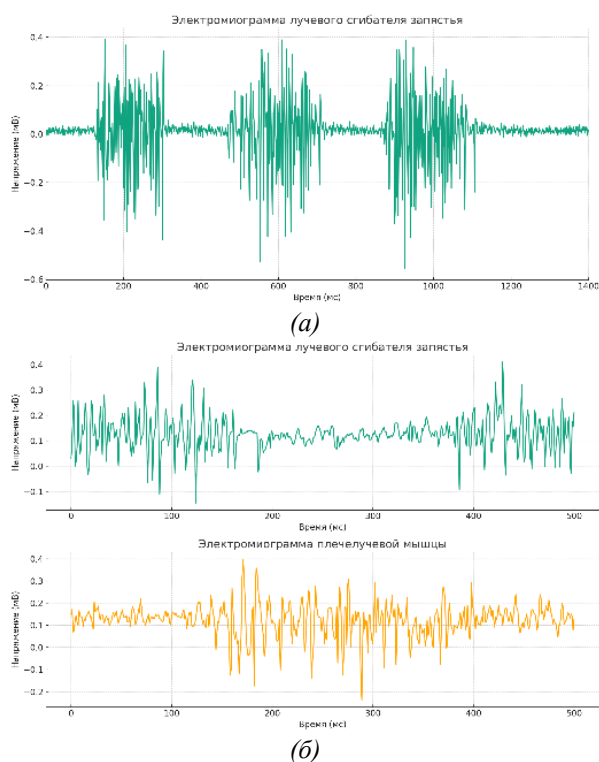 Электромиограмма лучевого сгибателя запястья
Напряжение (мВ)
0.4
0.2
0.0
−0.2
−0.4
−0.6
0 200 400 600 800 1000 1200 1400
Время (мс)
(а)
Электромиограмма лучевого сгибателя запястья
Напряжение (мВ)
0.4
0.3
0.2
0.1
0.0
−0.1
0 100 200 300 400 500
Время (мс)
Электромиограмма плечелучевой мышцы
Напряжение (мВ)
0.4
0.3
0.2
0.1
0.0
−0.1
−0.2
0 100 200 300 400 500
Время (мс)
(б)